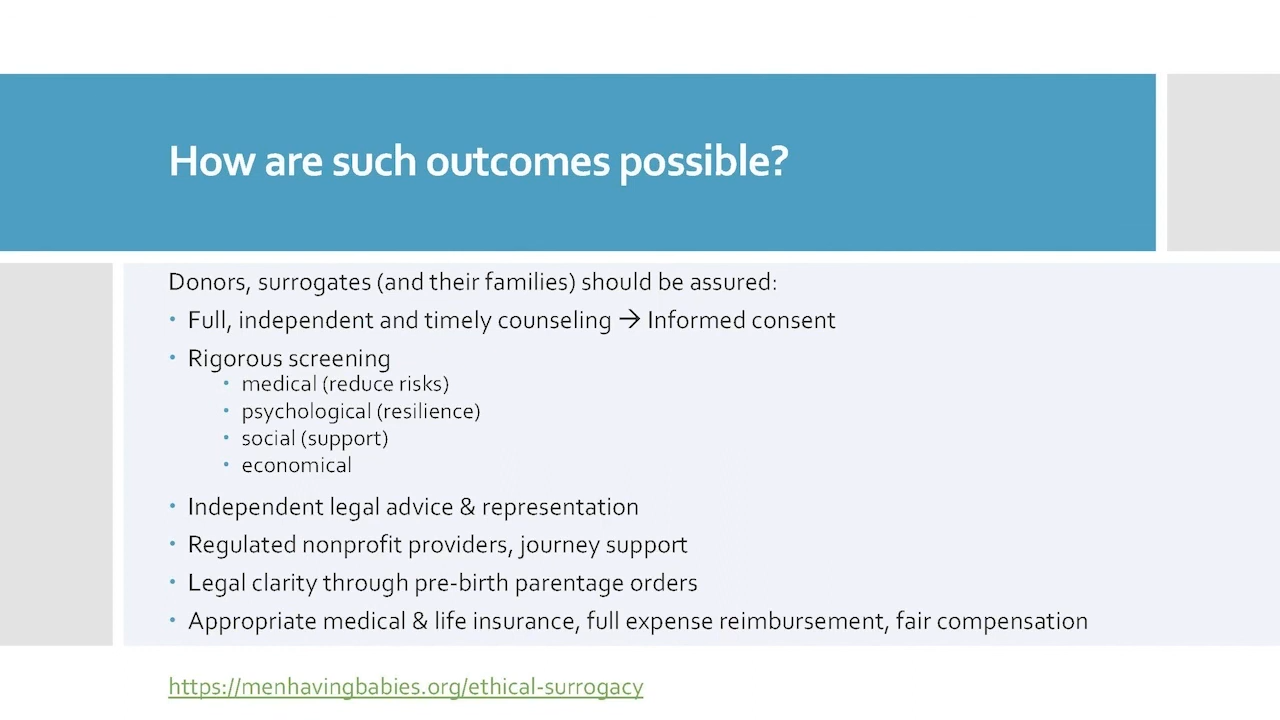 How are such outcomes possible?
Donors, surrogates (and their families) should be assured:
• Full, independent and timely counseling → Informed consent
• Rigorous screening
• medical (reduce risks)
• psychological (resilience)
• social (support)
• economical
• Independent legal advice & representation
• Regulated nonprofit providers, journey support
• Legal clarity through pre-birth parentage orders
• Appropriate medical & life insurance, full expense reimbursement, fair compensation
https://menhavingbabies.org/ethical-surrogacy